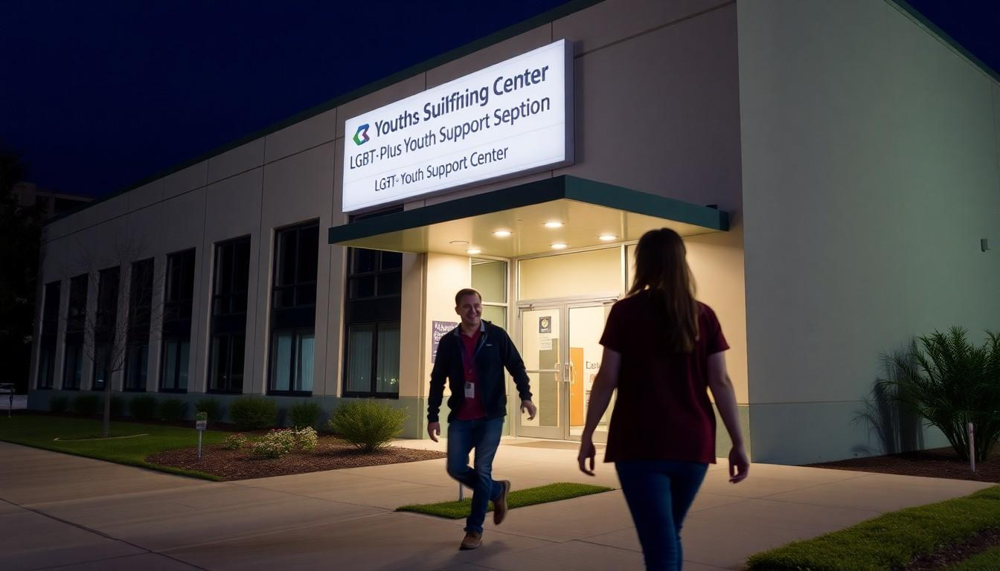 Youths Suilfhing Center
LGBT-Plus Youth Support Seption
LGFT- Youth Support Center